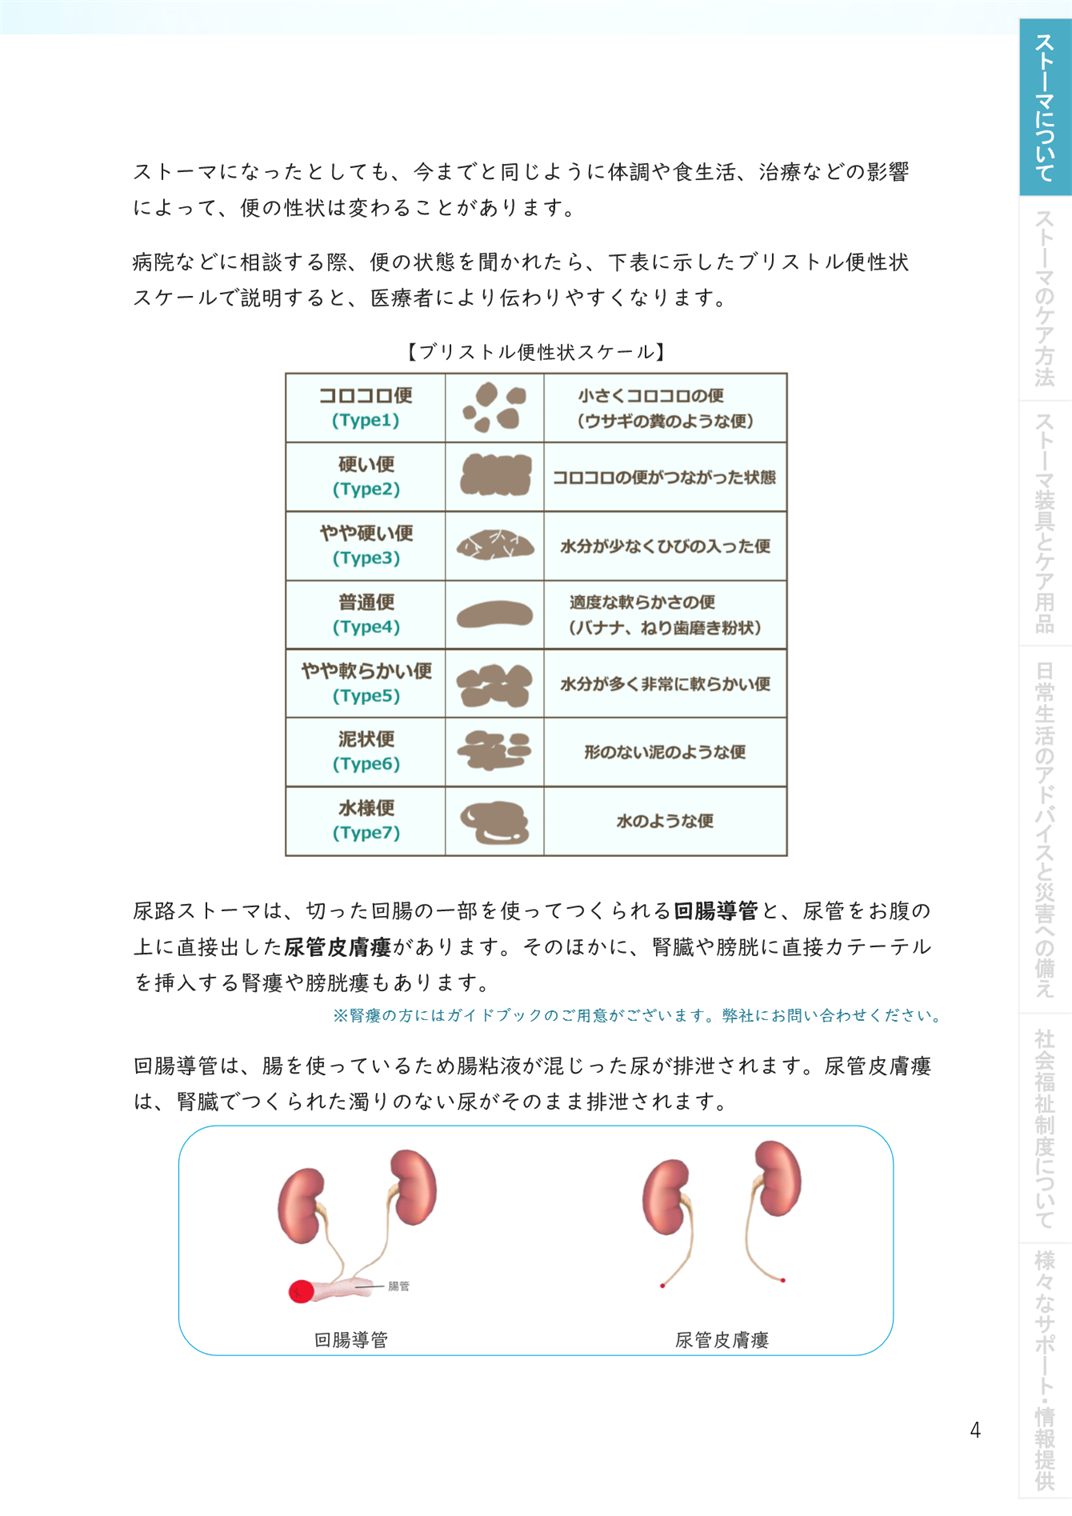 ストーマになったとしても、今までと同じように体調や食生活、治療などの影響
によって、便の性状は変わることがあります。
病院などに相談する際、便の状態を聞かれたら、下表に示したブリストル便性状
スケールで説明すると、医療者により伝わりやすくなります。
【ブリストル便性状スケール】
コロコロ便
(Type1)
小さくコロコロの便
（ウサギの糞のような便）
硬い便
(Type2)
コロコロの便がつながった状態
やや硬い便
(Type3)
水分が少なくひびの入った便
普通便
(Type4)
適度な軟らかさの便
（バナナ、ねり歯磨き粉状）
やや軟らかい便
(Type5)
水分が多く非常に軟らかい便
泥状便
(Type6)
形のない泥のような便
水様便
(Type7)
水のような便
尿路ストーマは、切った回腸の一部を使ってつくられる回腸導管と、尿管をお腹の
上に直接出した尿管皮膚瘻があります。そのほかに、腎臓や膀胱に直接カテーテル
を挿入する腎瘻や膀胱瘻もあります。
※腎瘻の方にはガイドブックのご用意がございます。弊社にお問い合わせください。
回腸導管は、腸を使っているため腸粘液が混じった尿が排泄されます。尿管皮膚瘻
は、腎臓でつくられた濁りのない尿がそのまま排泄されます。
腸管
回腸導管
尿管皮膚瘻
4
ストーマについて
ストーマのケア方法
ストーマ装具とケア用品
日常生活のアドバイスと災害への備え
社会福祉制度について
様々なサポート・情報提供